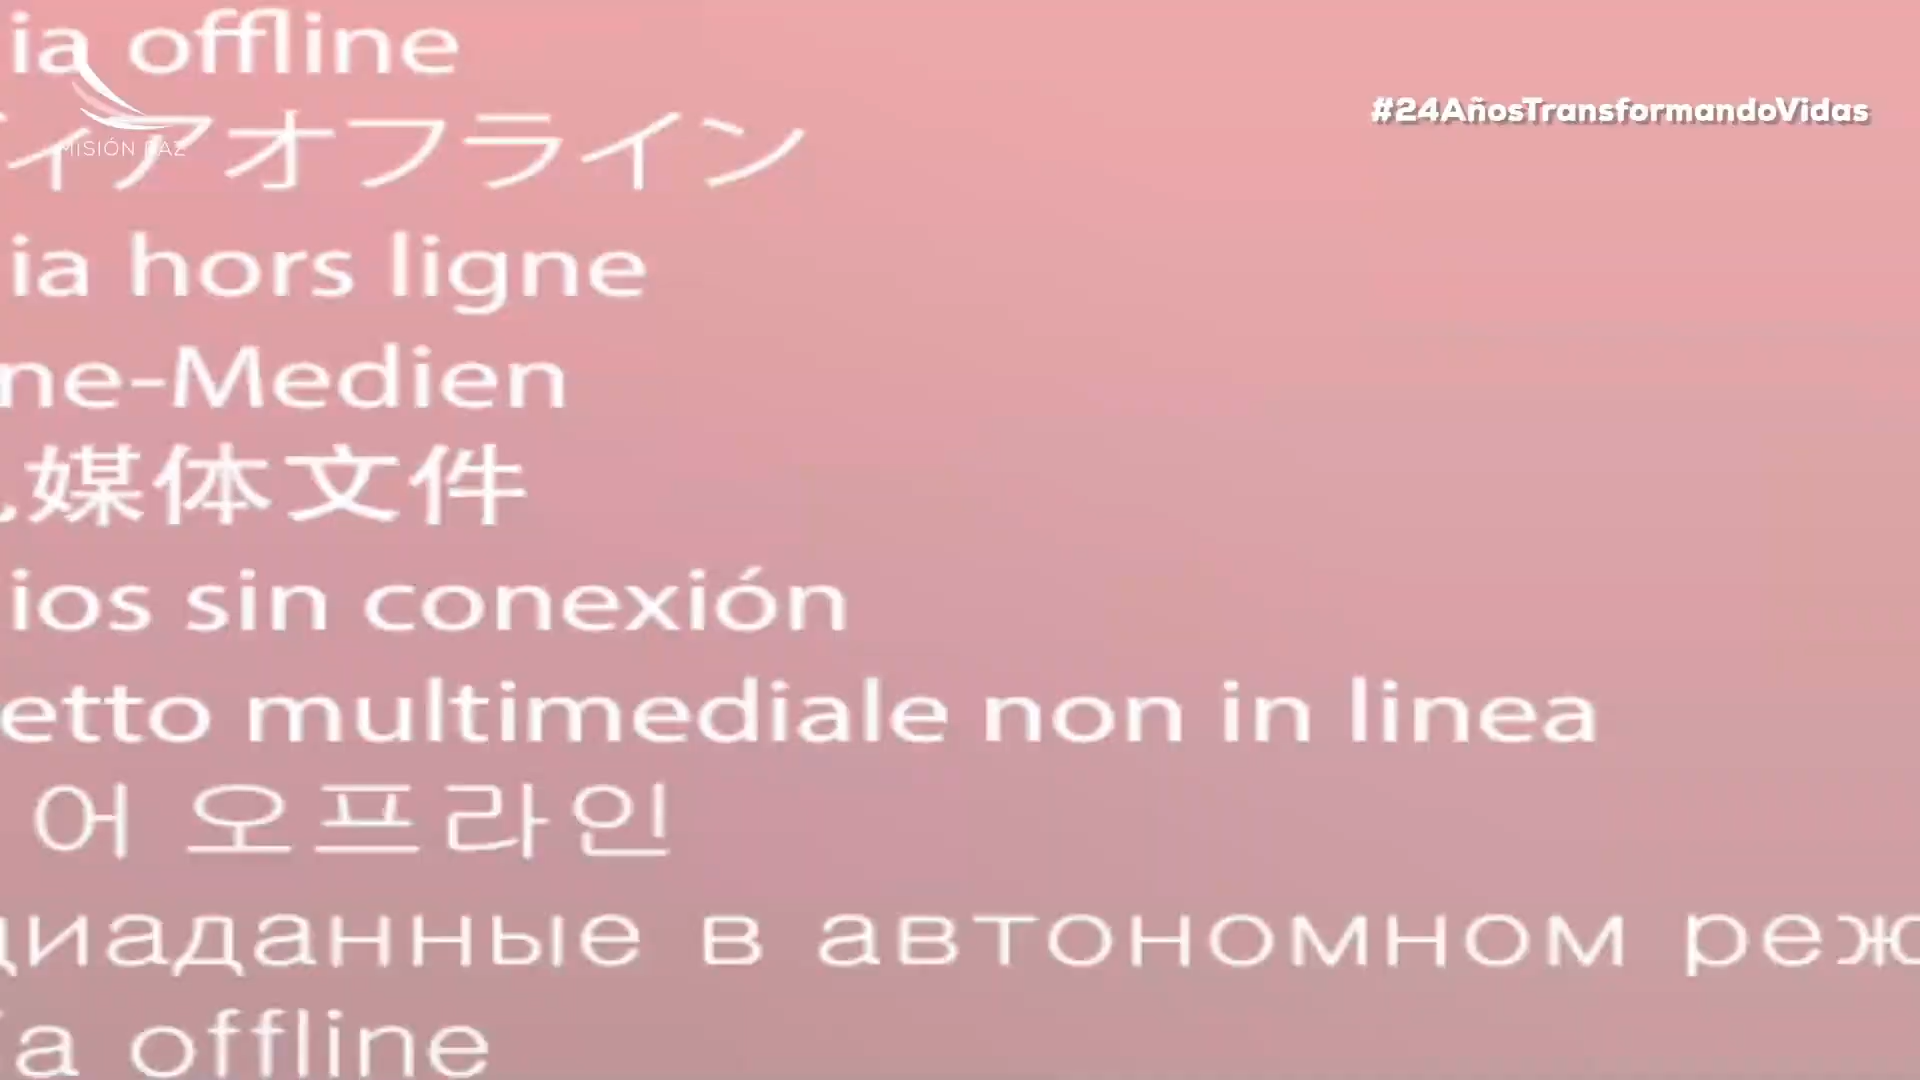 ia offline
ィアオフライン
MISIÓN PAZ
#24AñosTransformandoVidas
ia hors ligne
ne-Medien
媒体文件
ios sin conexión
etto multimediale non in linea
어 오프라인
диаданные в автономном реж
ia offline